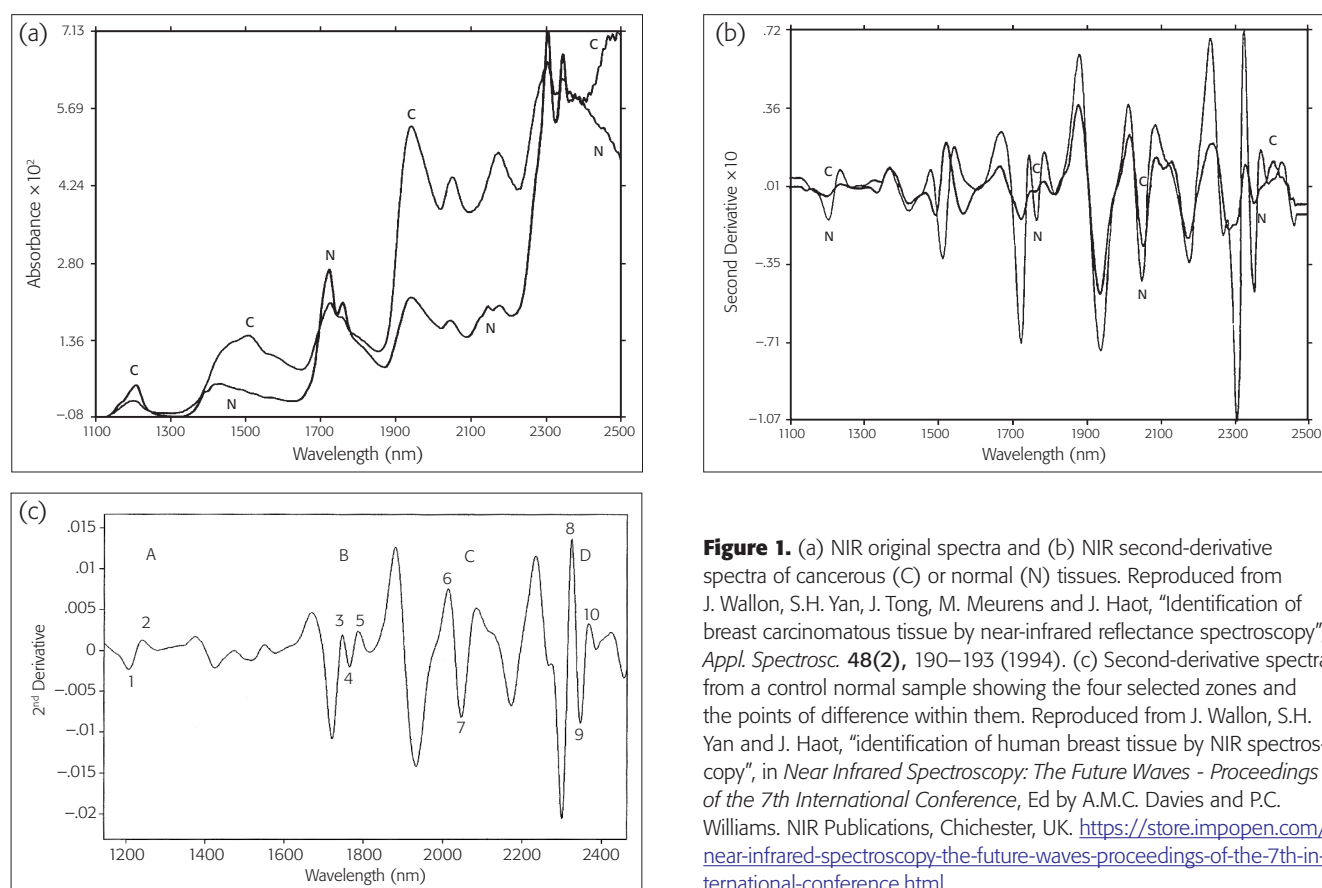 (a)
7.13
5.69
4.24
2.80
1.36
–.08
Absorbance ×10²
C
C
N
C
N
C
N
N
1100 1300 1500 1700 1900 2100 2300 2500
Wavelength (nm)
(b)
.72
.36
.01
–.35
–.71
–1.07
Second Derivative ×10
C
N
C
N
C
N
C
N
1100 1300 1500 1700 1900 2100 2300 2500
Wavelength (nm)
(c)
.015
.01
.005
0
–.005
–.01
–.015
–.02
2nd Derivative
A B C D
1 2 3 4 5 6 7 8 9 10
1200 1400 1600 1800 2000 2200 2400
Wavelength (nm)
Figure 1. (a) NIR original spectra and (b) NIR second-derivative
spectra of cancerous (C) or normal (N) tissues. Reproduced from
J. Wallon, S.H. Yan, J. Tong, M. Meurens and J. Haot, “Identification of
breast carcinomatous tissue by near-infrared reflectance spectroscopy”,
Appl. Spectrosc. 48(2), 190–193 (1994). (c) Second-derivative spectra
from a control normal sample showing the four selected zones and
the points of difference within them. Reproduced from J. Wallon, S.H.
Yan and J. Haot, “identification of human breast tissue by NIR spectros-
copy”, in Near Infrared Spectroscopy: The Future Waves - Proceedings
of the 7th International Conference, Ed by A.M.C. Davies and P.C.
Williams. NIR Publications, Chichester, UK. https://store.impopen.com/
near-infrared-spectroscopy-the-future-waves-proceedings-of-the-7th-in-
ternational-conference.html